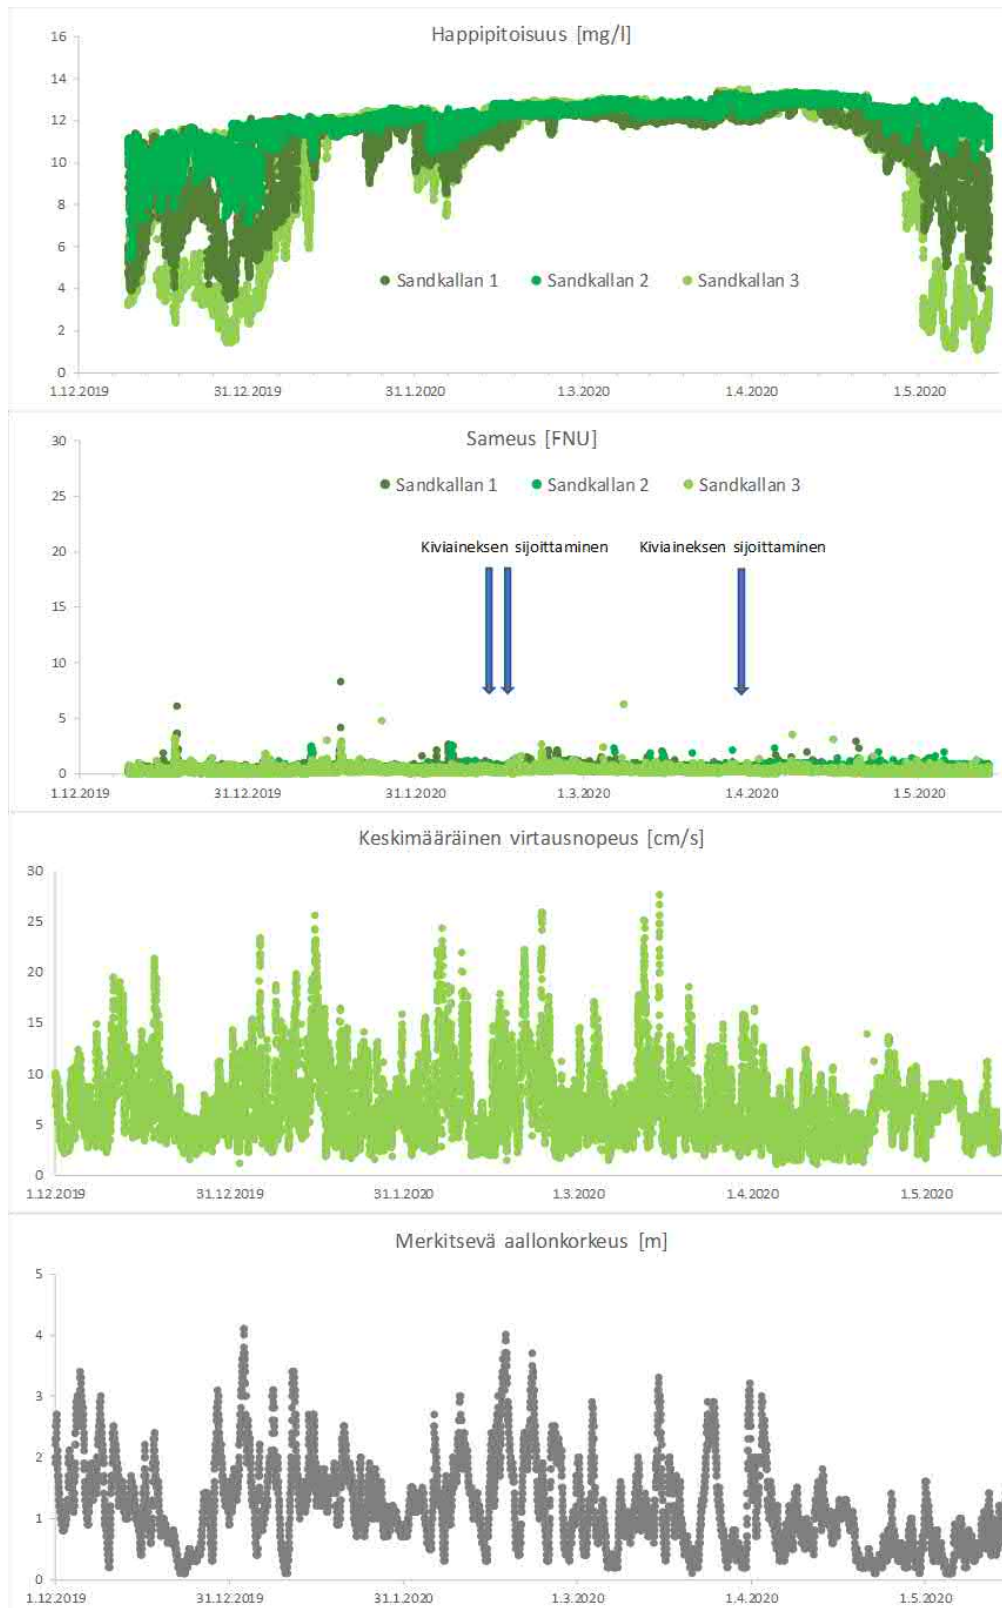 Happipitoisuus [mg/l]
16
14
12
10
8
6
4
2
0
Sandkallan 1 Sandkallan 2 Sandkallan 3
1.12.2019 31.12.2019 31.1.2020 1.3.2020 1.4.2020 1.5.2020
Sameus [FNU]
30
25
20
15
10
5
0
Sandkallan 1 Sandkallan 2 Sandkallan 3
Kiviaineksen sijoittaminen Kiviaineksen sijoittaminen
1.12.2019 31.12.2019 31.1.2020 1.3.2020 1.4.2020 1.5.2020
Keskimääräinen virtausnopeus [cm/s]
30
25
20
15
10
5
0
1.12.2019 31.12.2019 31.1.2020 1.3.2020 1.4.2020 1.5.2020
Merkitsevä aallonkorkeus [m]
5
4
3
2
1
0
1.12.2019 31.12.2019 31.1.2020 1.3.2020 1.4.2020 1.5.2020